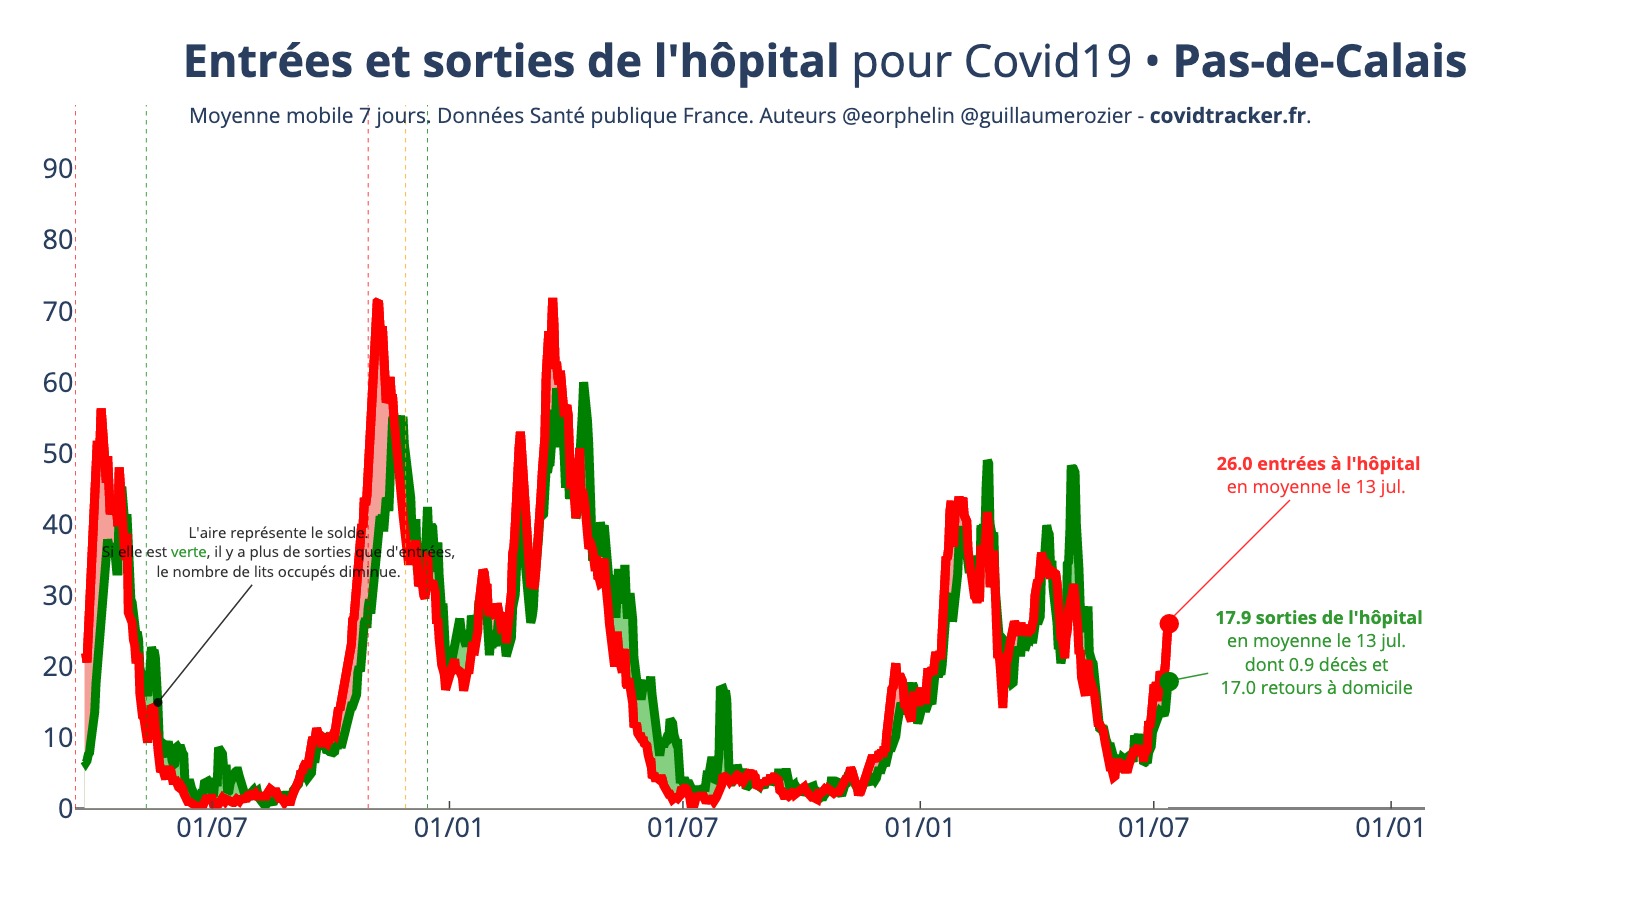 Entrées et sorties de l'hôpital pour Covid19 • Pas-de-Calais
Moyenne mobile 7 jours. Données Santé publique France. Auteurs @eorphelin @guillaumerozier - covidtracker.fr.
90
80
70
60
50
40
30
20
10
0
L'aire représente le solde.
Si elle est verte, il y a plus de sorties que d'entrées,
le nombre de lits occupés diminue.
26.0 entrées à l'hôpital
en moyenne le 13 jul.
17.9 sorties de l'hôpital
en moyenne le 13 jul.
dont 0.9 décès et
17.0 retours à domicile
01/07
01/01
01/07
01/01
01/07
01/01